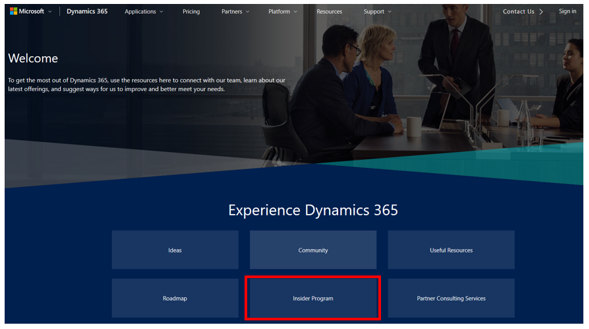 Microsoft Dynamics 365 Applications Pricing Partners Platform Resources Support Contact Us Sign in
Welcome
To get the most out of Dynamics 365, use the resources here to connect with our team, learn about our
latest offerings, and suggest ways for us to improve and better meet your needs.
Experience Dynamics 365
Ideas Community Useful Resources
Roadmap Insider Program Partner Consulting Services